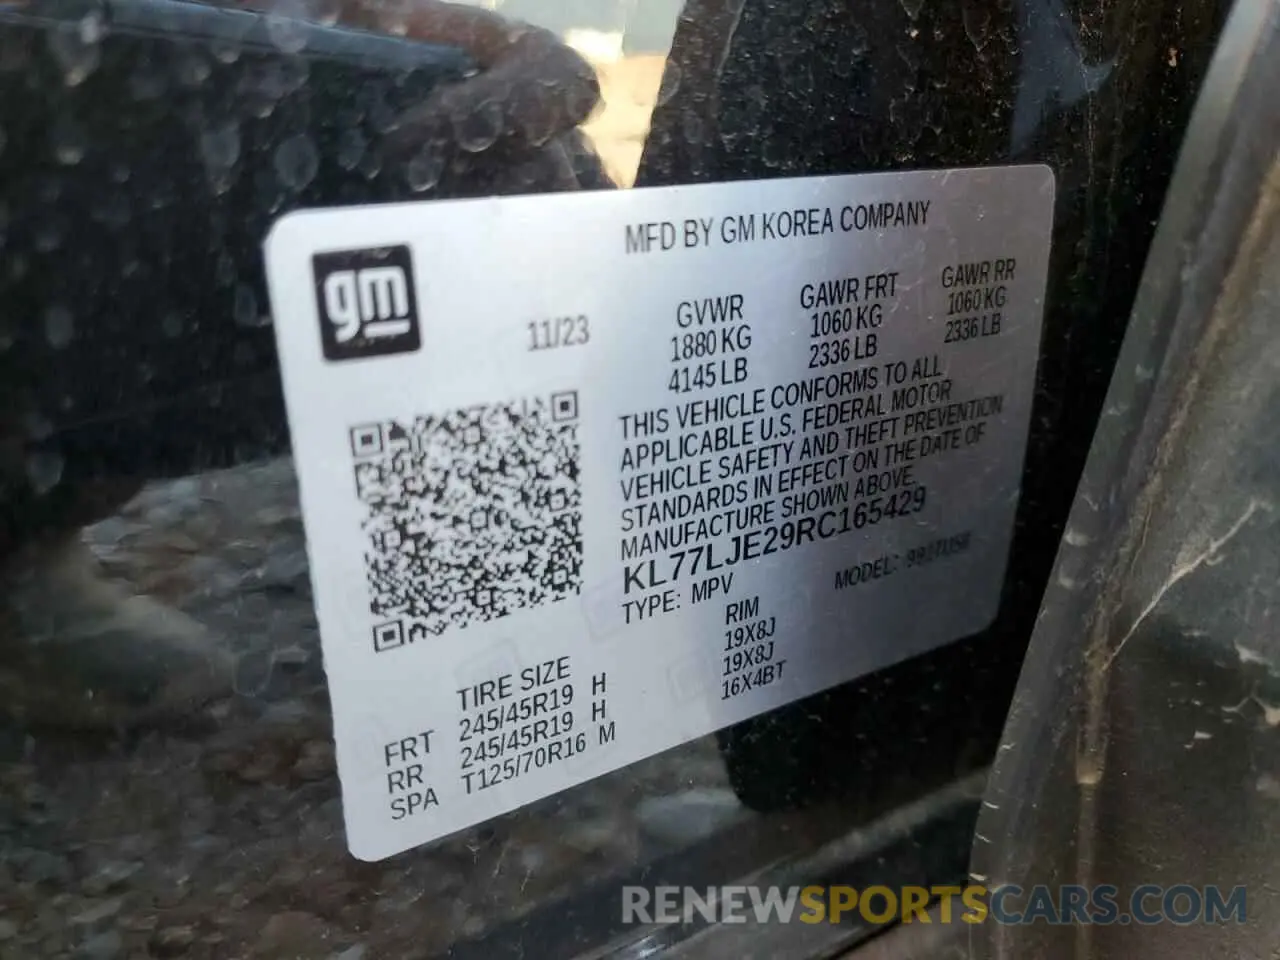 gm
MFD BY GM KOREA COMPANY
11/23
GVWR GAWR FRT GAWR RR
1880 KG 1060 KG 1060 KG
4145 LB 2336 LB 2336 LB
THIS VEHICLE CONFORMS TO ALL
APPLICABLE U.S. FEDERAL MOTOR
VEHICLE SAFETY AND THEFT PREVENTION
STANDARDS IN EFFECT ON THE DATE OF
MANUFACTURE SHOWN ABOVE.
KL77LJE29RC165429
TYPE: MPV MODEL:
TIRE SIZE RIM
FRT 245/45R19 H 19X8J
RR 245/45R19 H 19X8J
SPA T125/70R16 M 16X4BT
RENEWSPORTSCARS.COM